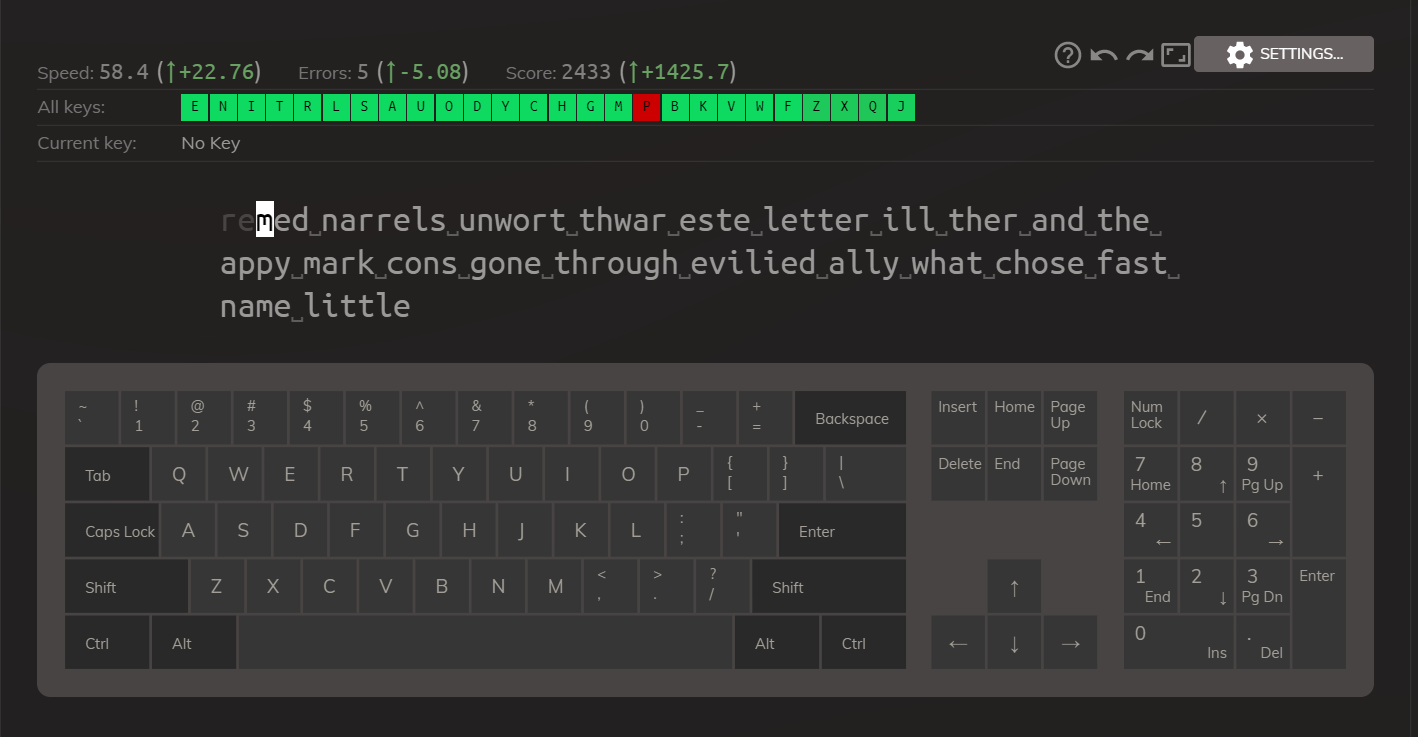 Speed: 58.4 (↑+22.76) Errors: 5 (↑-5.08) Score: 2433 (↑+1425.7)
? SETTINGS...
All keys: E N I T R L S A U O D Y C H G M P B K V W F Z X Q J
Current key: No Key
remed␣narrels␣unwort␣thwar␣este␣letter␣ill␣ther␣and␣the␣
appy␣mark␣cons␣gone␣through␣evilied␣ally␣what␣chose␣fast␣
name␣little
~ ! @ # $ % ^ & * ( ) _ +
` 1 2 3 4 5 6 7 8 9 0 - = Backspace
Insert Home Page Up
Num Lock / × −
Tab Q W E R T Y U I O P { } |
[ ] \
Delete End Page Down
7 Home 8 ↑ 9 Pg Up +
Caps Lock A S D F G H J K L : "
; ' Enter
4 ← 5 6 →
Shift Z X C V B N M < > ?
, . / Shift
↑
1 End 2 ↓ 3 Pg Dn Enter
Ctrl Alt Alt Ctrl
← ↓ →
0 Ins . Del